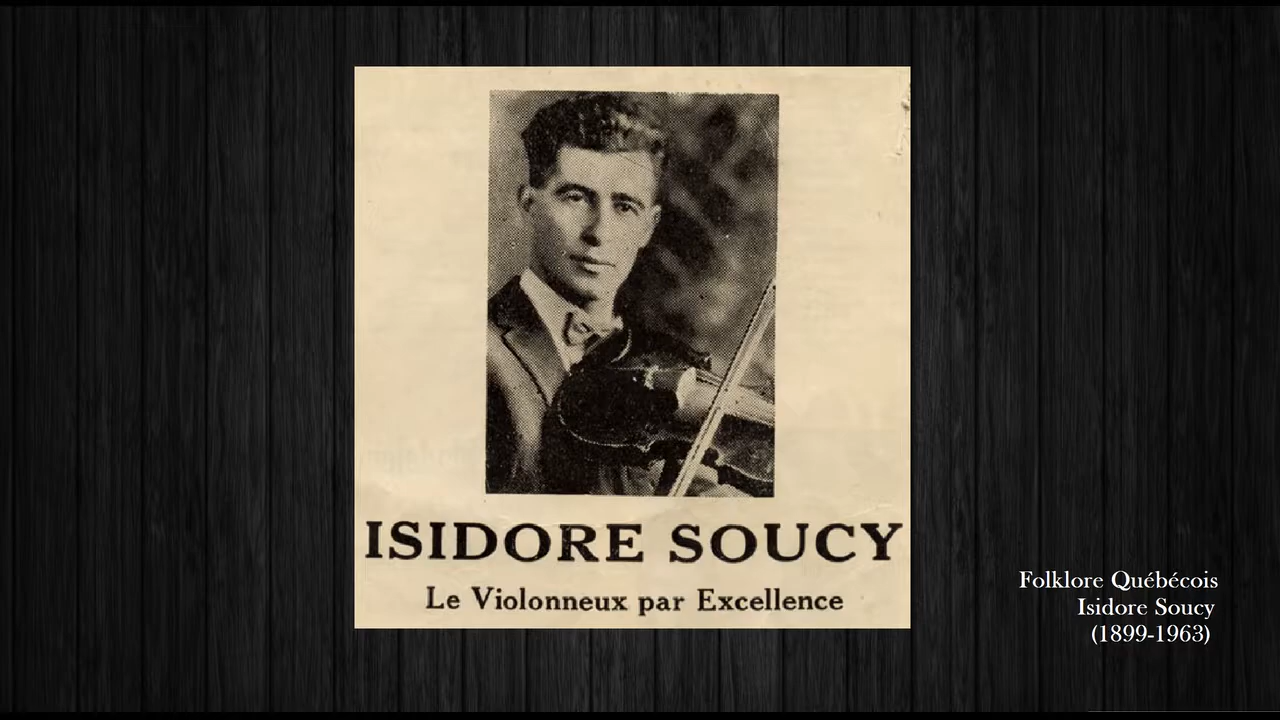 ISIDORE SOUCY
Le Violonneux par Excellence
Folklore Québécois
Isidore Soucy
(1899-1963)